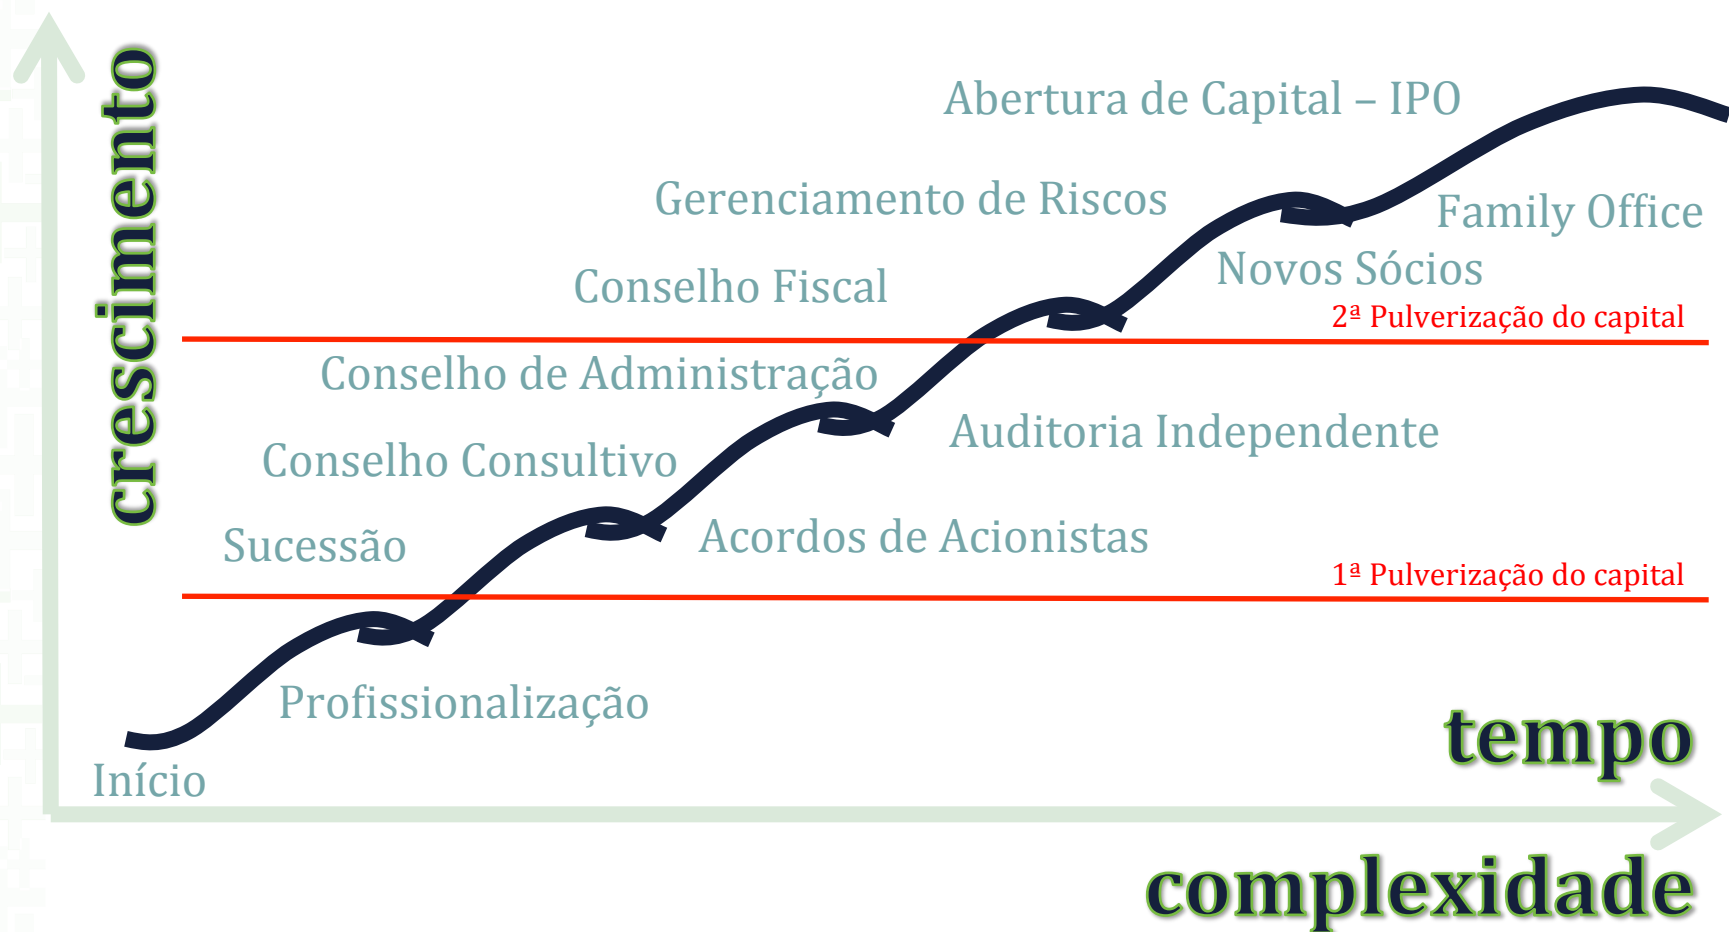 crescimento
Abertura de Capital – IPO
Gerenciamento de Riscos
Family Office
Novos Sócios
Conselho Fiscal
2ª Pulverização do capital
Conselho de Administração
Auditoria Independente
Conselho Consultivo
Sucessão
Acordos de Acionistas
1ª Pulverização do capital
Profissionalização
Início
tempo
complexidade